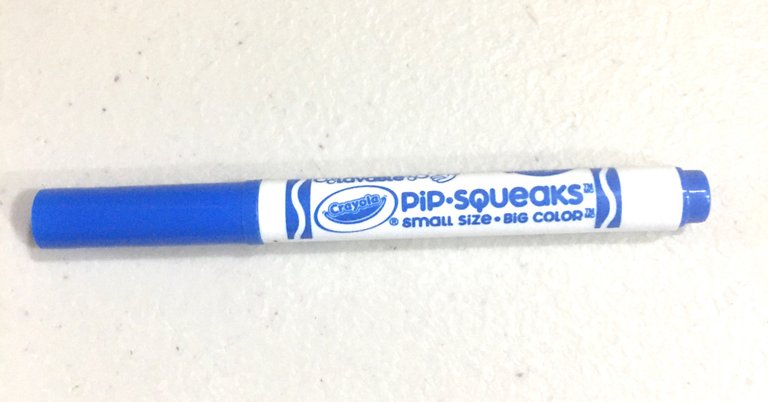 Crayola
PiP·SQUEAKS™
®SMALL SIZE·BIG COLOR™